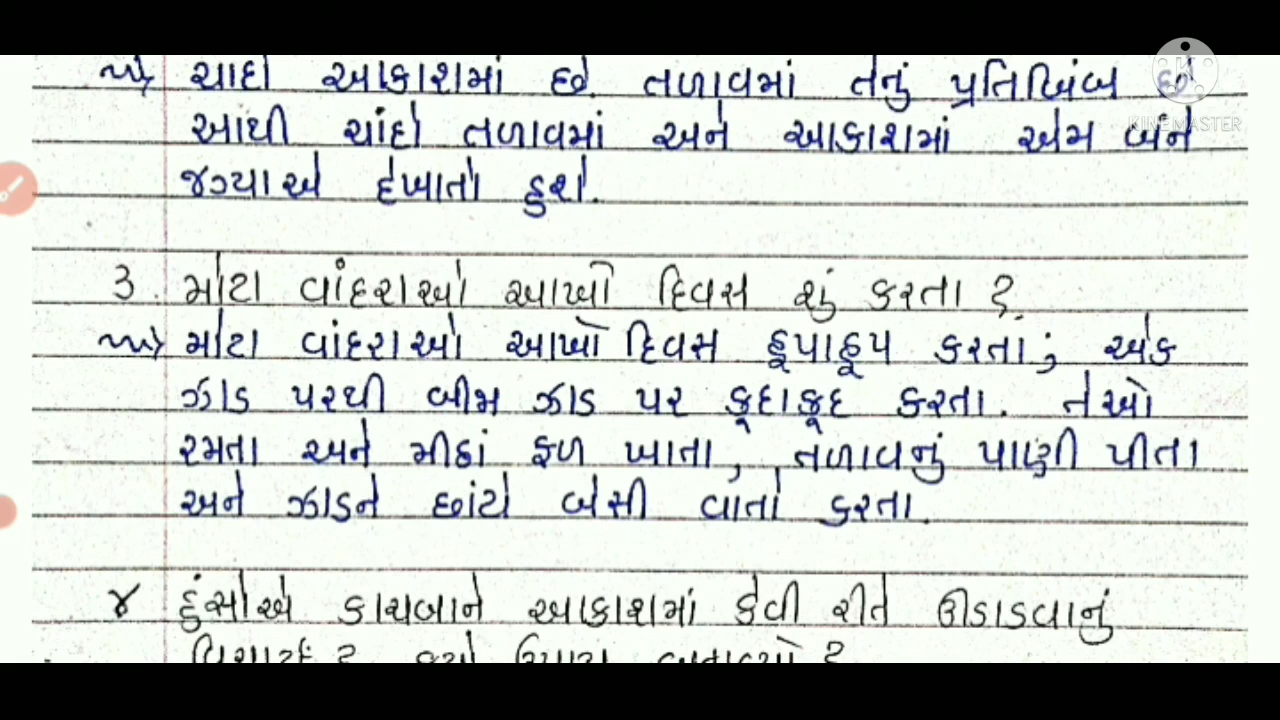 જ) ચાંદો આકાશમાં છે. તળાવમાં તેનું પ્રતિબિંબ છે
આથી ચાંદો તળાવમાં અને આકાશમાં એમ બંને
જગ્યાએ દેખાતો હશે.
KINEMASTER
૩. મોટા વાંદરાઓ આખો દિવસ શું કરતા ?
જ) મોટા વાંદરાઓ આખો દિવસ હૂપાહૂપ કરતાં; એક
ઝાડ પરથી બીજા ઝાડ પર કૂદાકૂદ કરતા. તેઓ
રમતા અને મીઠાં ફળ ખાતા, તળાવનું પાણી પીતા
અને ઝાડને છાંટો બેસી વાતો કરતા.
૪ હંસોએ કાચબાને આકાશમાં કેવી રીતે ઊડાડવાનું